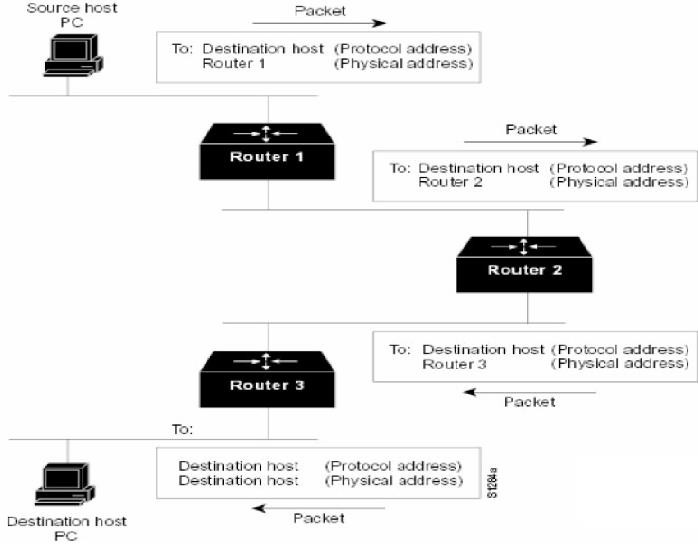 Source host
PC
Packet
To: Destination host (Protocol address)
Router 1 (Physical address)
Router 1
Packet
To: Destination host (Protocol address)
Router 2 (Physical address)
Router 2
To: Destination host (Protocol address)
Router 3 (Physical address)
Packet
Router 3
To:
Destination host (Protocol address)
Destination host (Physical address)
S1284a
Packet
Destination host
PC